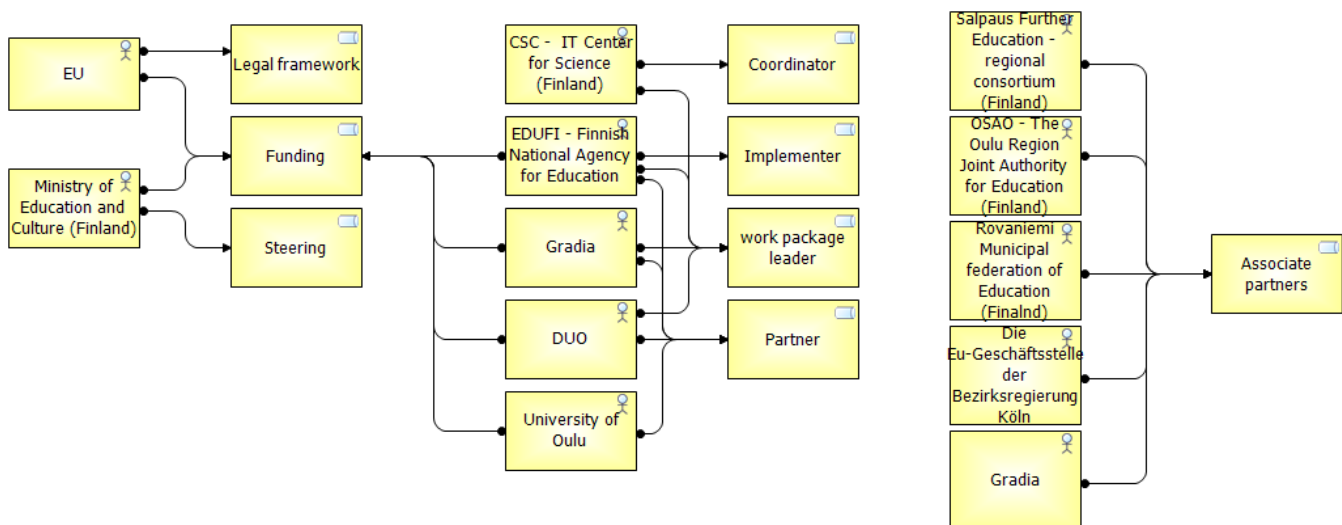 EU
Legal framework
Ministry of
Education and
Culture (Finland)
Funding
Steering
CSC -  IT Center
for Science
(Finland)
EDUFI - Finnish
National Agency
for Education
Gradia
DUO
University of
Oulu
Coordinator
Implementer
work package
leader
Partner
Salpaus Further
Education -
regional
consortium
(Finland)
OSAO - The
Oulu Region
Joint Authority
for Education
(Finland)
Rovaniemi
Municipal
federation of
Education
(Finalnd)
Die
Eu-Geschäftsstelle
der
Bezirksregierung
Köln
Gradia
Associate
partners